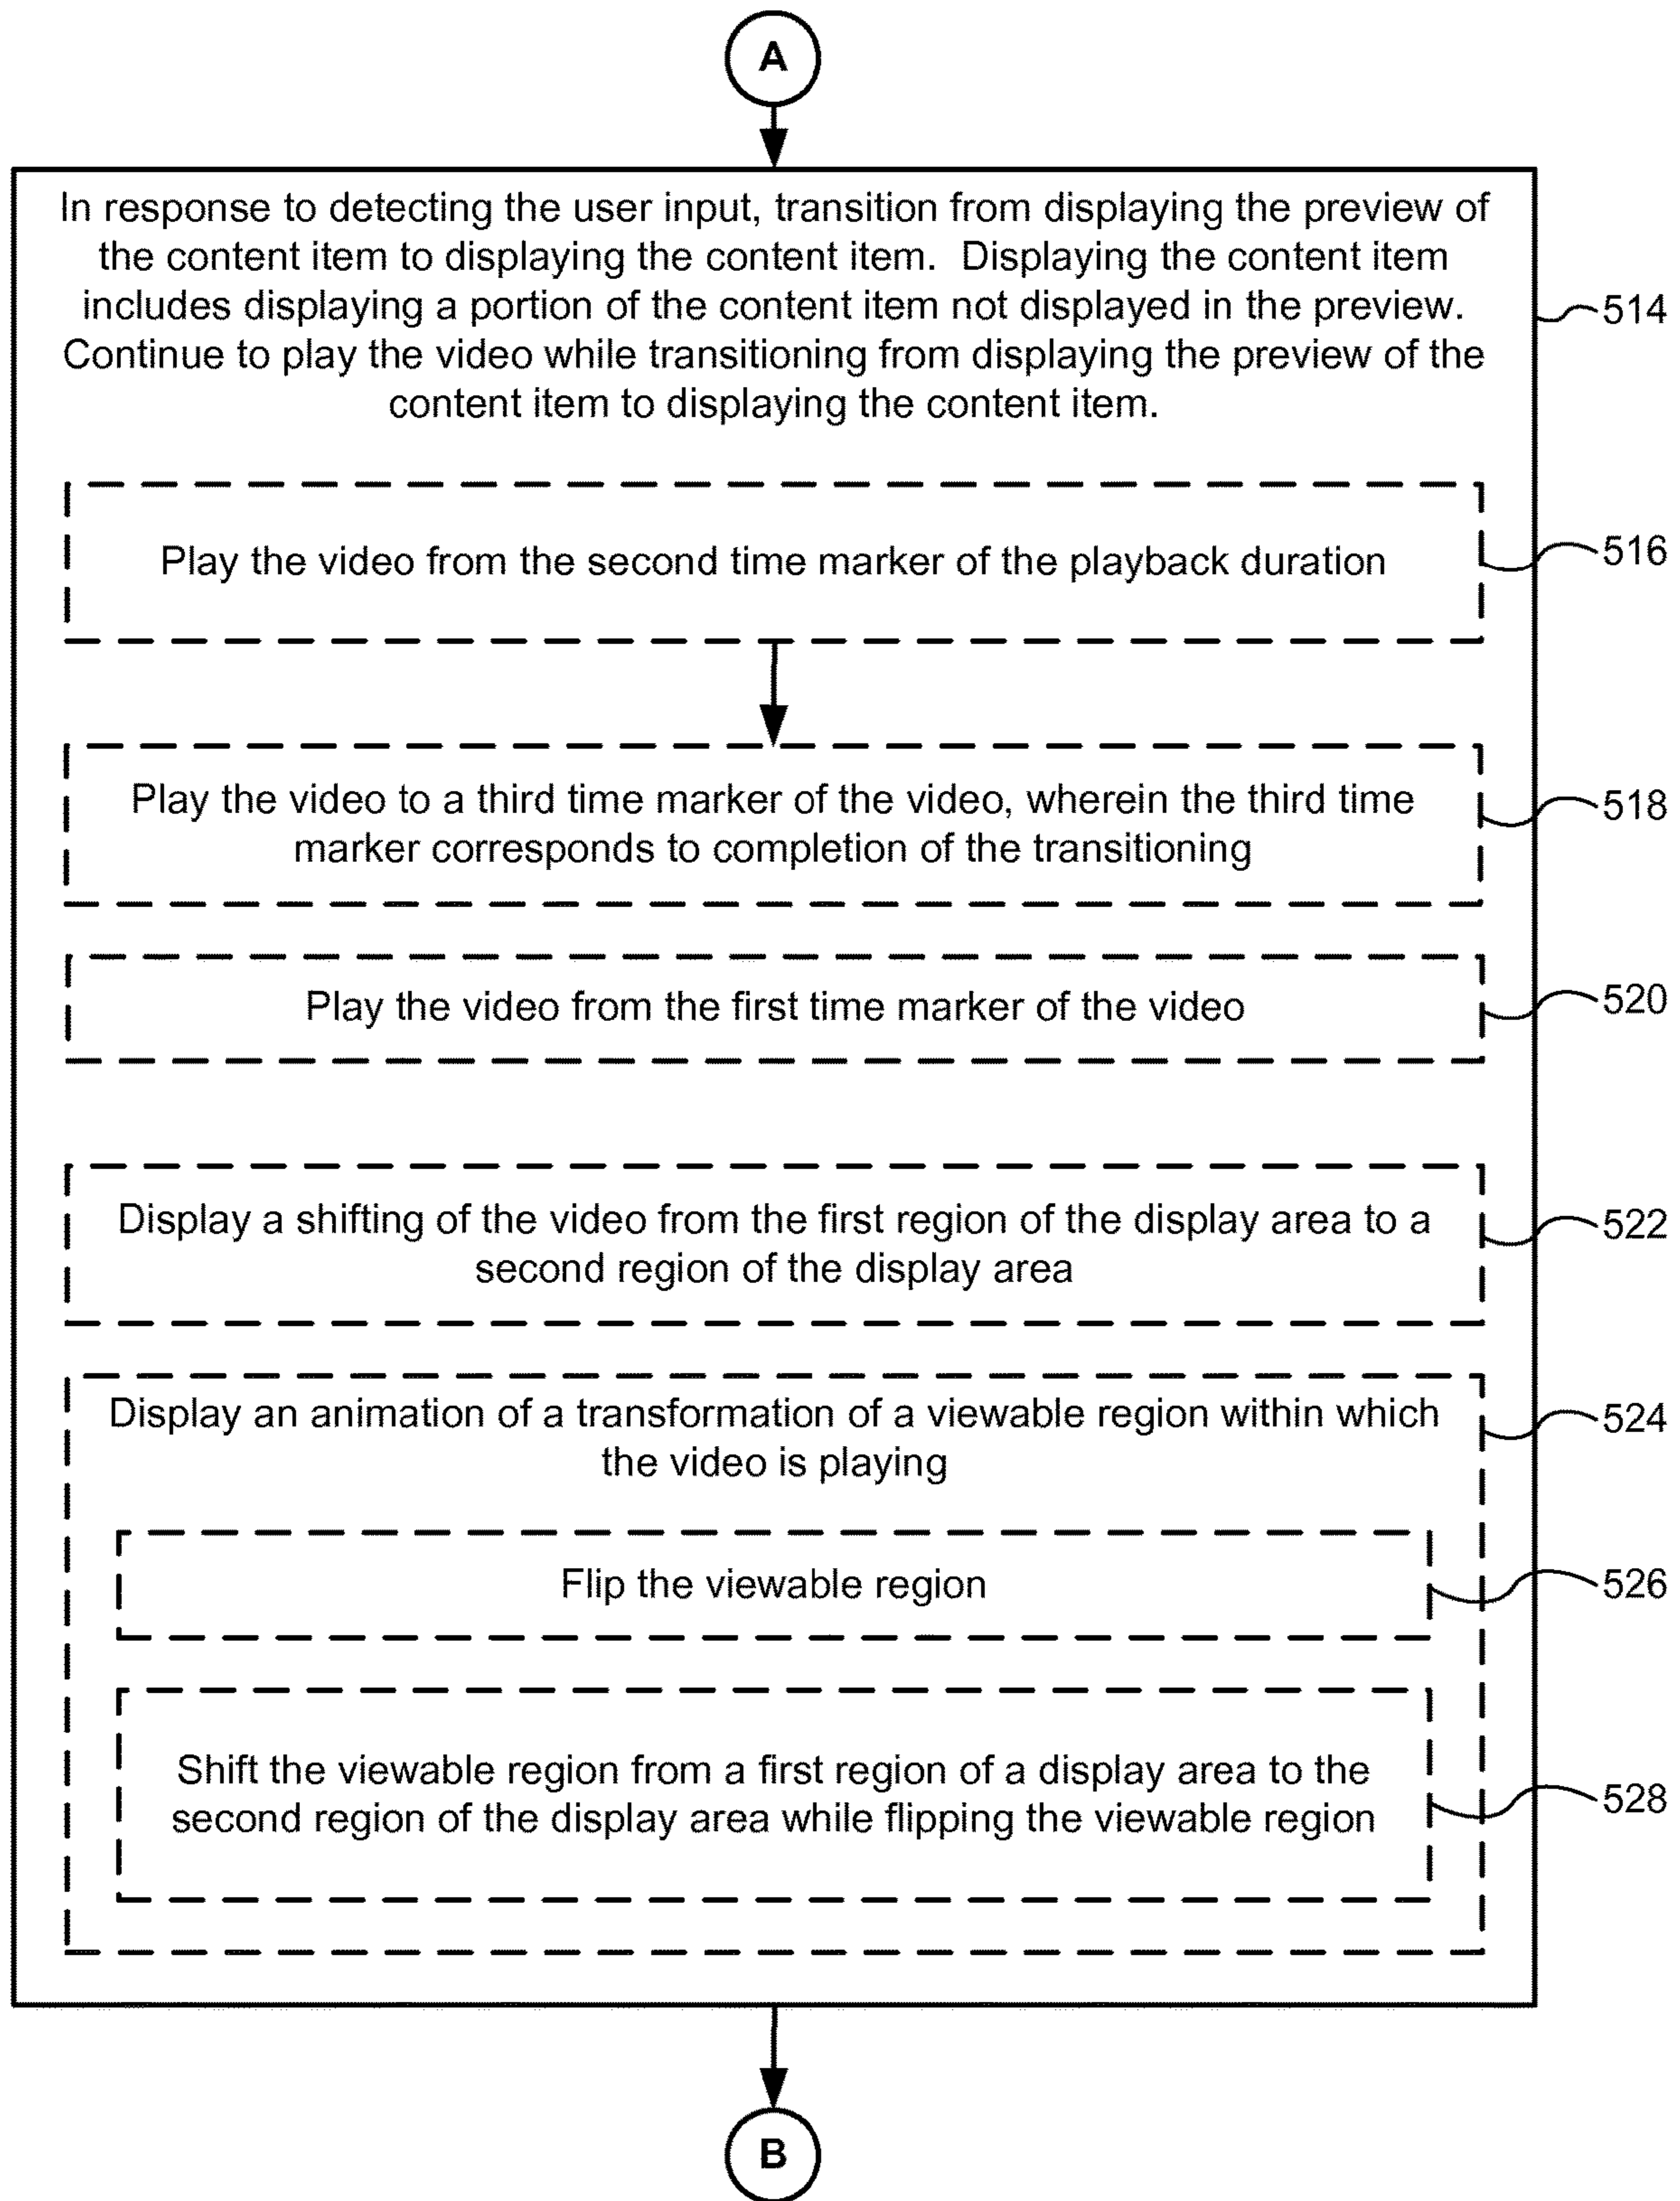 A
In response to detecting the user input, transition from displaying the preview of
the content item to displaying the content item.  Displaying the content item
includes displaying a portion of the content item not displayed in the preview.
Continue to play the video while transitioning from displaying the preview of the
content item to displaying the content item.
514
Play the video from the second time marker of the playback duration
516
Play the video to a third time marker of the video, wherein the third time
marker corresponds to completion of the transitioning
518
Play the video from the first time marker of the video
520
Display a shifting of the video from the first region of the display area to a
second region of the display area
522
Display an animation of a transformation of a viewable region within which
the video is playing
524
Flip the viewable region
526
Shift the viewable region from a first region of a display area to the
second region of the display area while flipping the viewable region
528
B